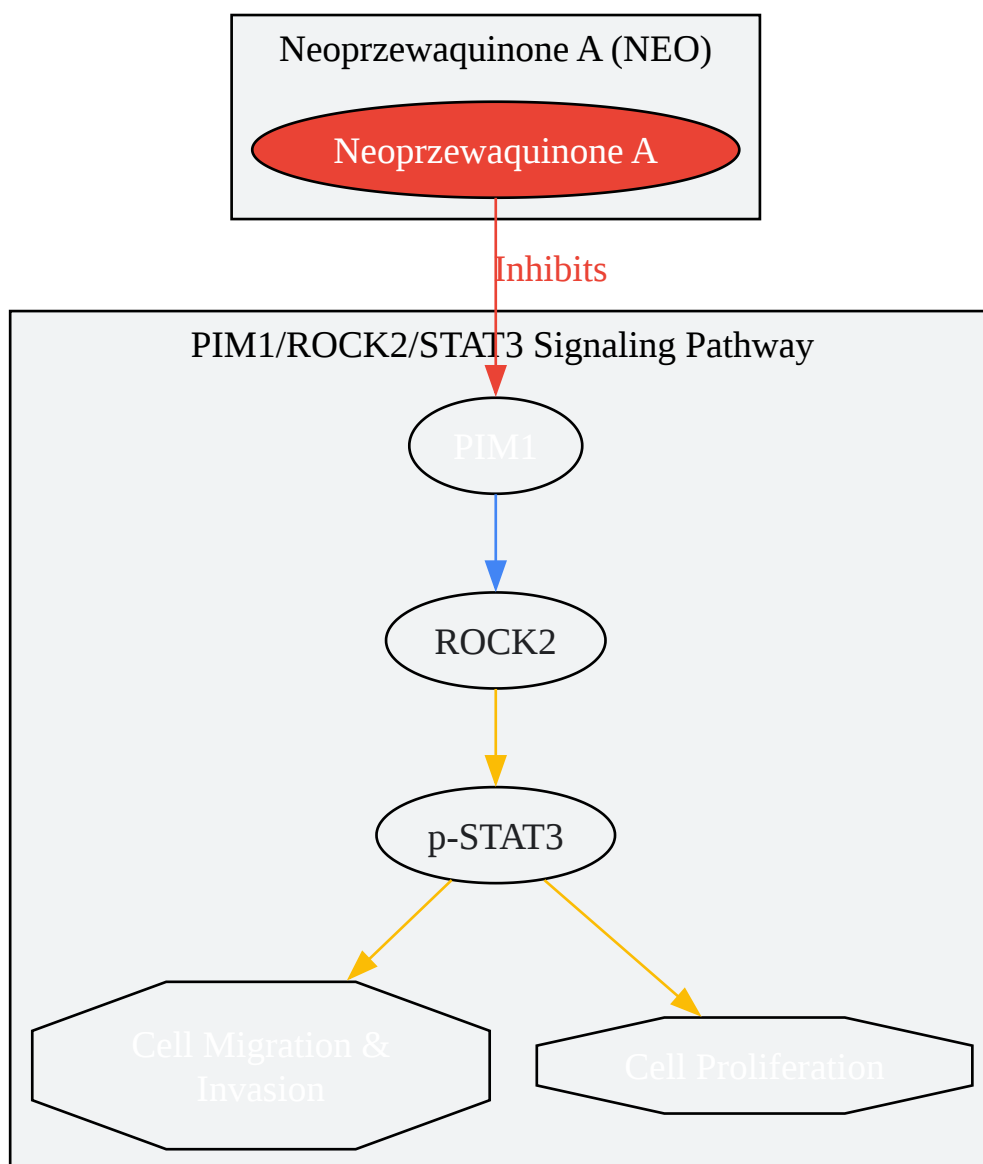 Neoprzewaquinone A (NEO)
Neoprzewaquinone A
Inhibits
PIM1/ROCK2/STAT3 Signaling Pathway
PIM1
ROCK2
p-STAT3
Cell Migration &
Invasion
Cell Proliferation